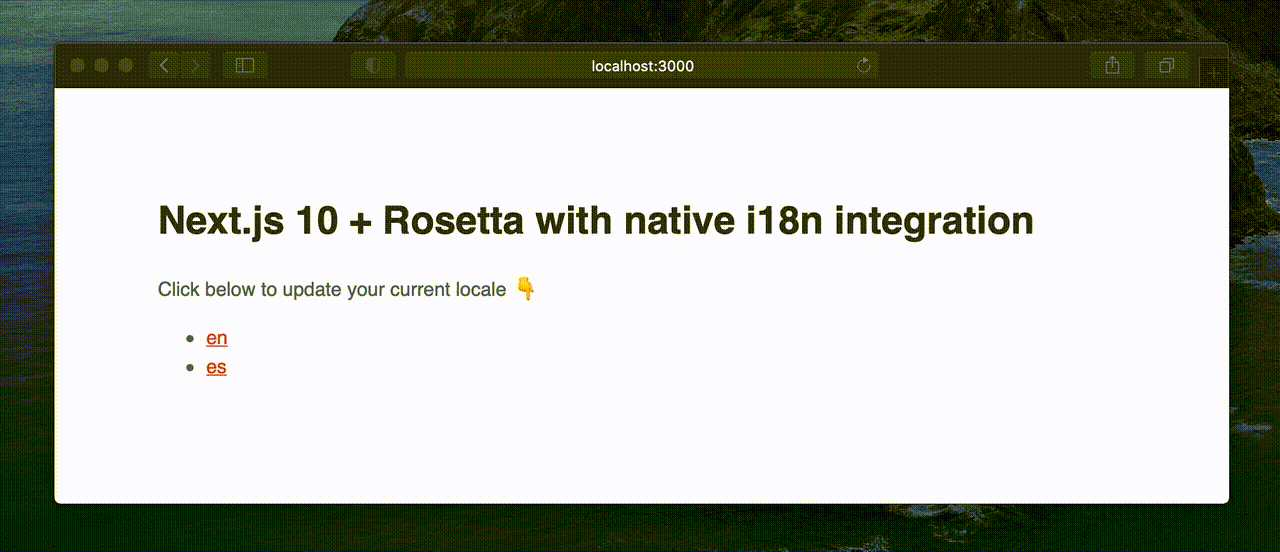 localhost:3000
Next.js 10 + Rosetta with native i18n integration
Click below to update your current locale 👇
en
es